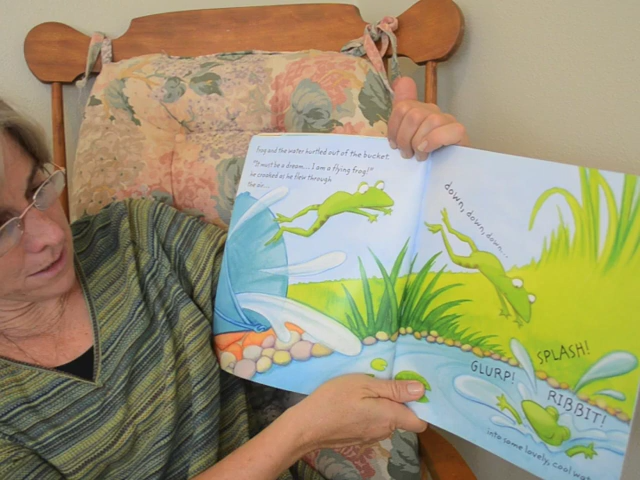 frog and the water hurtled out of the bucket.
"It must be a dream... I am a flying frog!"
he croaked as he flew through
the air...
down, down, down...
SPLASH!
GLURP!
RIBBIT!
into some lovely, cool